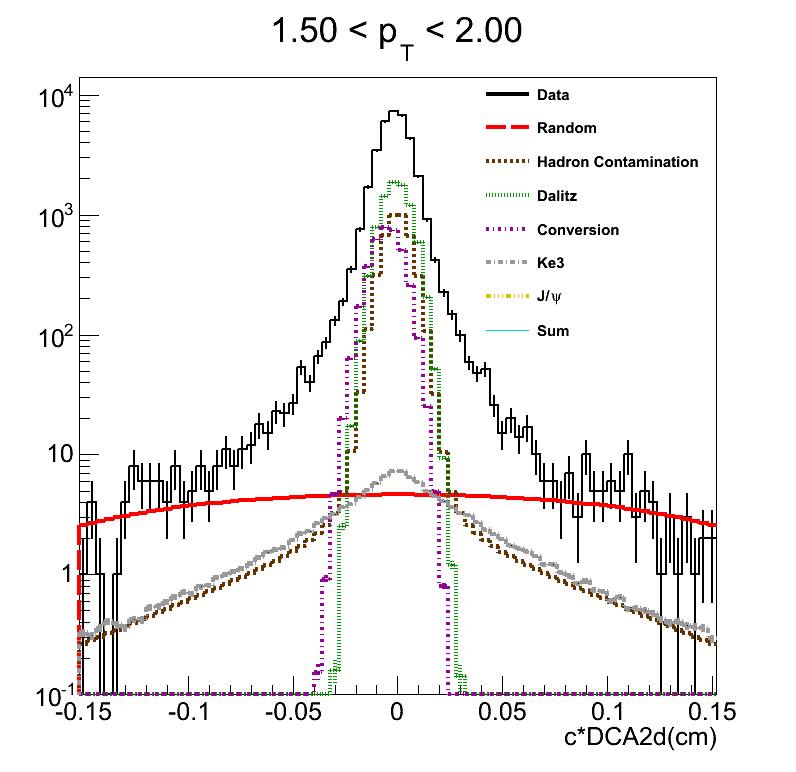 1.50 < p_T < 2.00
Data
Random
Hadron Contamination
Dalitz
Conversion
Ke3
J/ψ
Sum
10^4
10^3
10^2
10
1
10^-1
-0.15 -0.1 -0.05 0 0.05 0.1 0.15
c*DCA2d(cm)